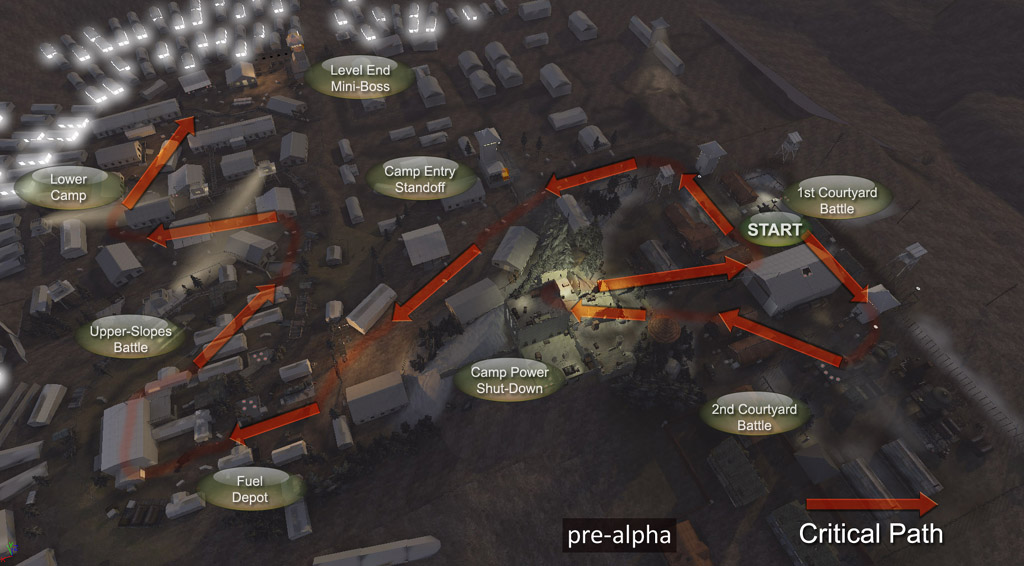 Level End
Mini-Boss
Lower
Camp
Camp Entry
Standoff
1st Courtyard
Battle
START
Upper-Slopes
Battle
Camp Power
Shut-Down
2nd Courtyard
Battle
Fuel
Depot
pre-alpha
Critical Path